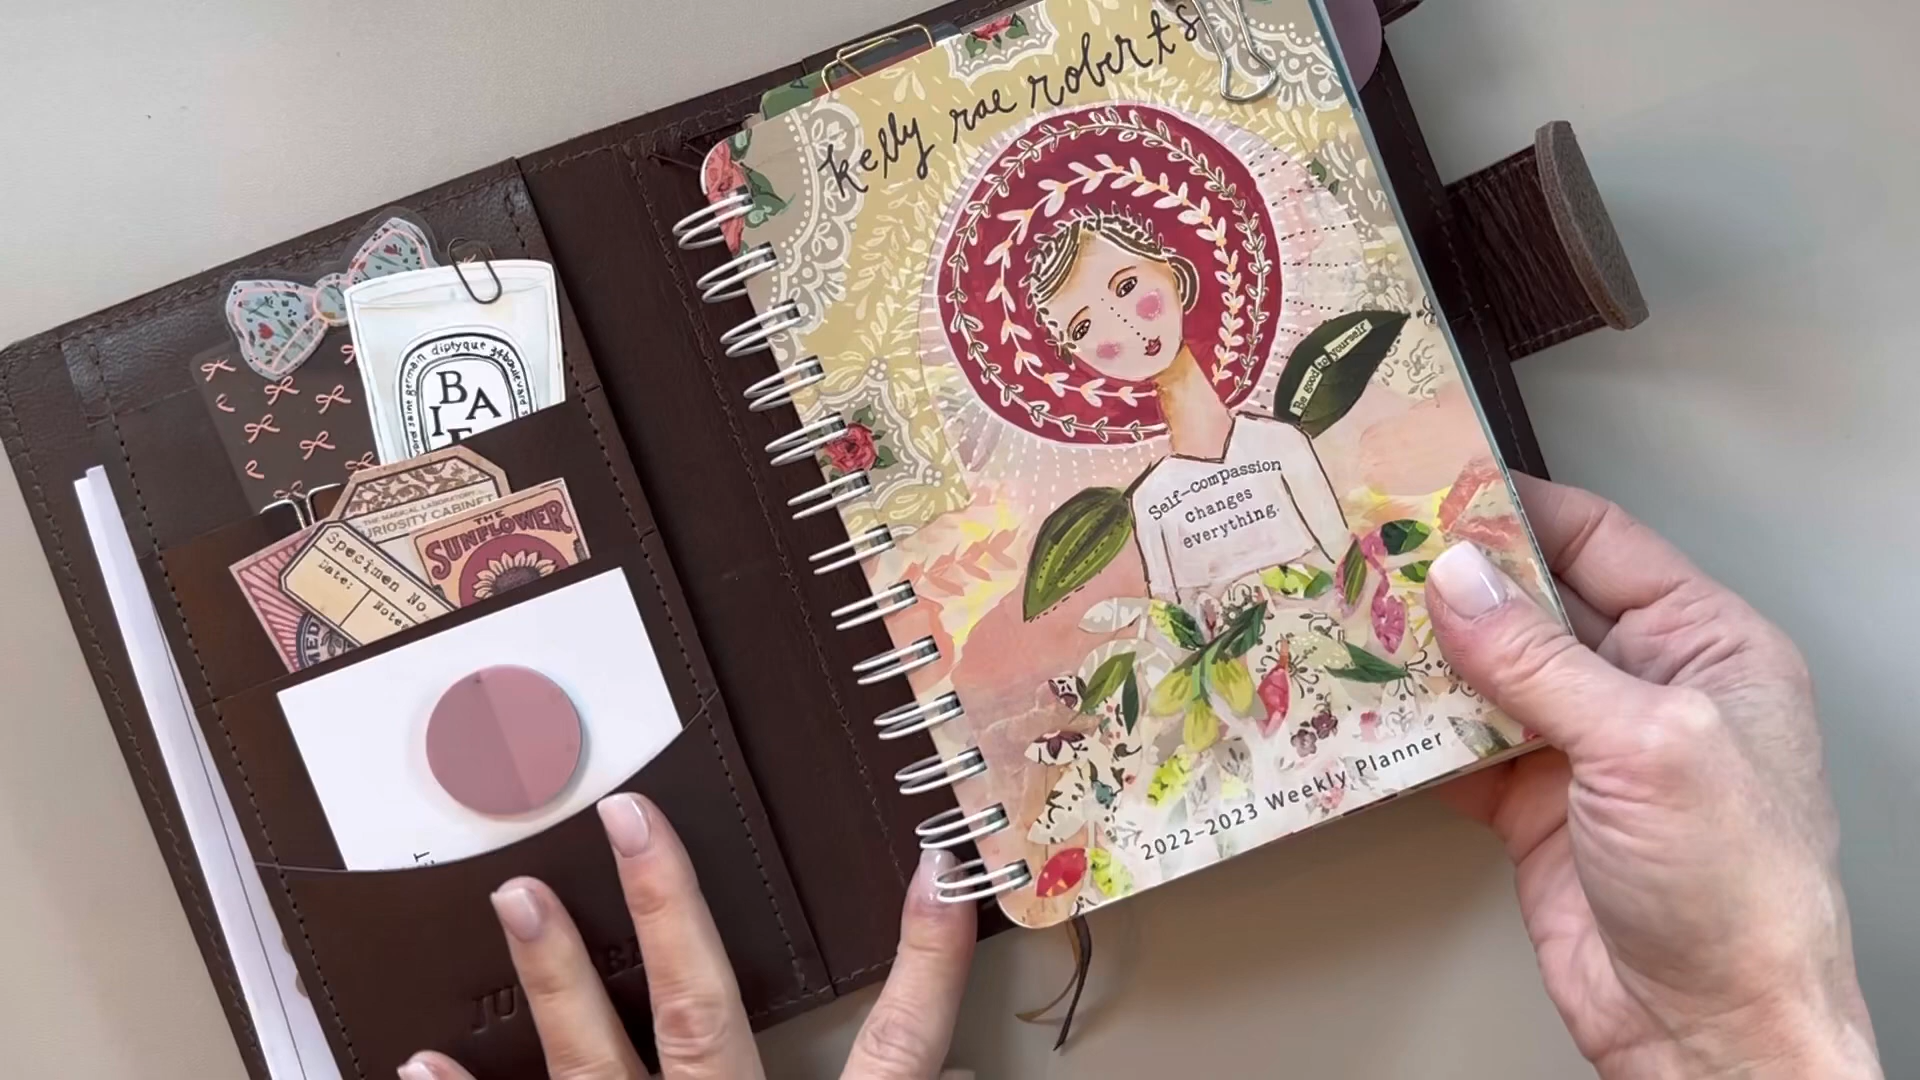 kelly rae roberts
Be good to yourself
Self-compassion
changes
everything.
2022-2023 Weekly Planner
diptyque
BA
THE MAGICAL LABORATORY
CURIOSITY CABINET
THE
SUNFLOWER
Specimen No.
Date:
Notes